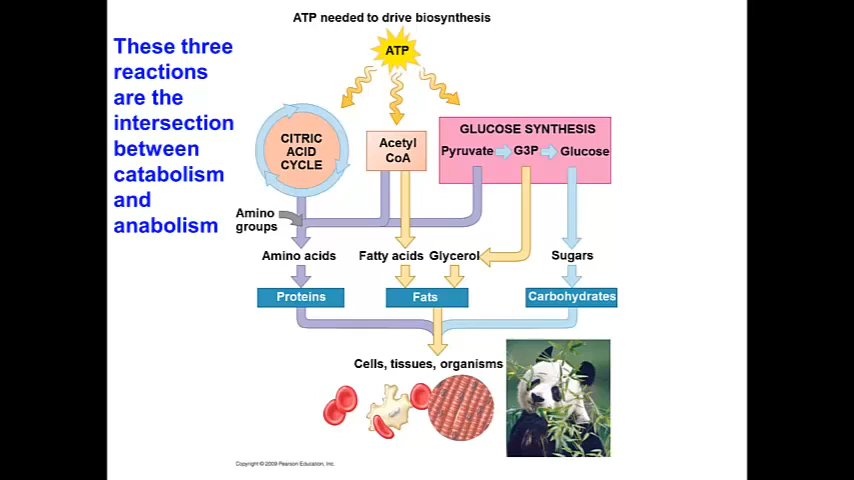 ATP needed to drive biosynthesis
These three
reactions
are the
intersection
between
catabolism
and
anabolism
ATP
CITRIC
ACID
CYCLE
Acetyl
CoA
GLUCOSE SYNTHESIS
Pyruvate G3P Glucose
Amino
groups
Amino acids Fatty acids Glycerol Sugars
Proteins Fats Carbohydrates
Cells, tissues, organisms
Copyright © 2009 Pearson Education, Inc.